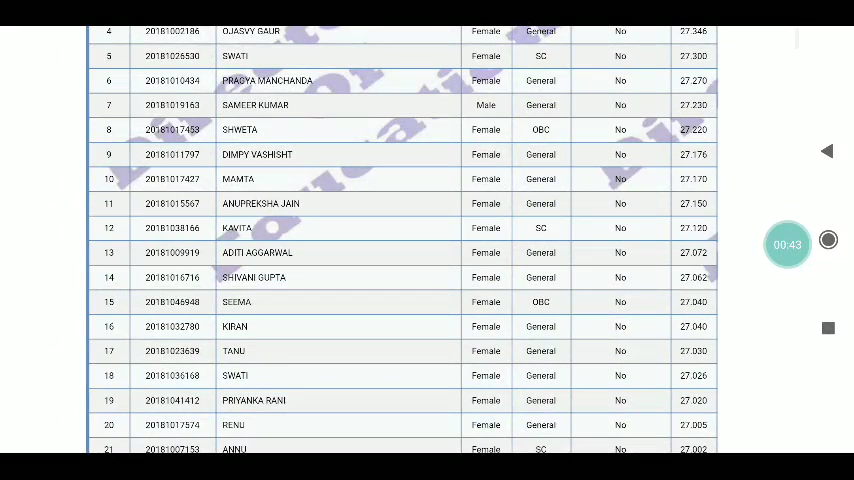 4 20181002186 OJASVY GAUR Female General No 27.346
5 20181026530 SWATI Female SC No 27.300
6 20181010434 PRAGYA MANCHANDA Female General No 27.270
7 20181019163 SAMEER KUMAR Male General No 27.230
8 20181017453 SHWETA Female OBC No 27.220
9 20181011797 DIMPY VASHISHT Female General No 27.176
10 20181017427 MAMTA Female General No 27.170
11 20181015567 ANUPREKSHA JAIN Female General No 27.150
12 20181038166 KAVITA Female SC No 27.120
13 20181009919 ADITI AGGARWAL Female General No 27.072
14 20181016716 SHIVANI GUPTA Female General No 27.062
15 20181046948 SEEMA Female OBC No 27.040
16 20181032780 KIRAN Female General No 27.040
17 20181023639 TANU Female General No 27.030
18 20181036168 SWATI Female General No 27.026
19 20181041412 PRIYANKA RANI Female General No 27.020
20 20181017574 RENU Female General No 27.005
21 20181007153 ANNU Female SC No 27.002
00:43